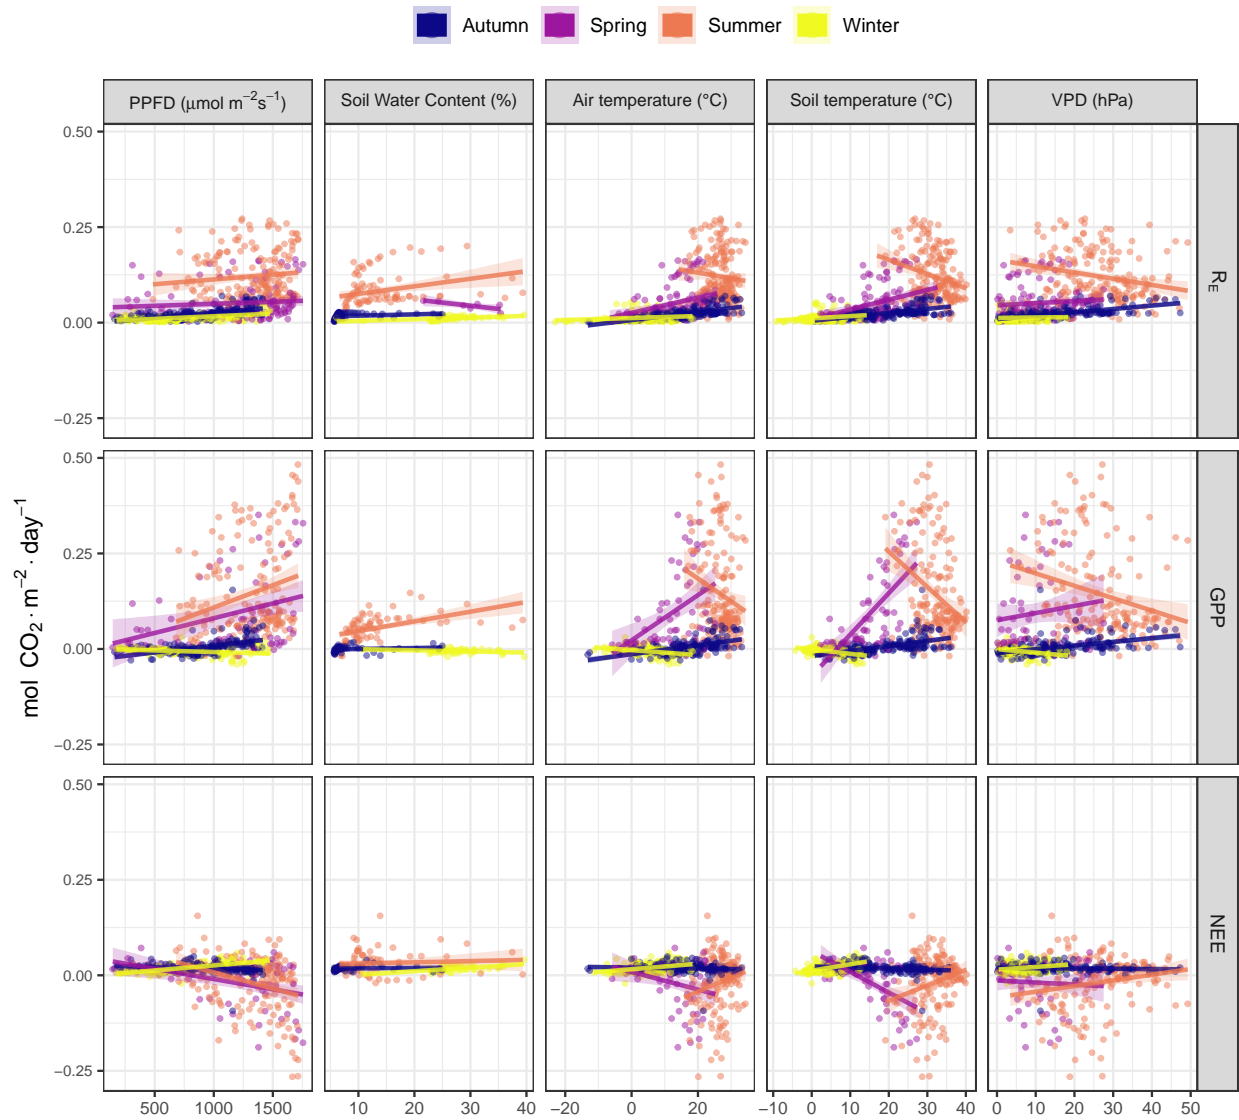 Autumn Spring Summer Winter
PPFD (μmol m⁻²s⁻¹) Soil Water Content (%) Air temperature (°C) Soil temperature (°C) VPD (hPa)
0.50
0.25
0.00
−0.25
R_E
0.50
0.25
0.00
−0.25
GPP
mol CO₂ · m⁻² · day⁻¹
0.50
0.25
0.00
−0.25
NEE
500 1000 1500 10 20 30 40 −20 0 20 −10 0 10 20 30 40 0 10 20 30 40 50